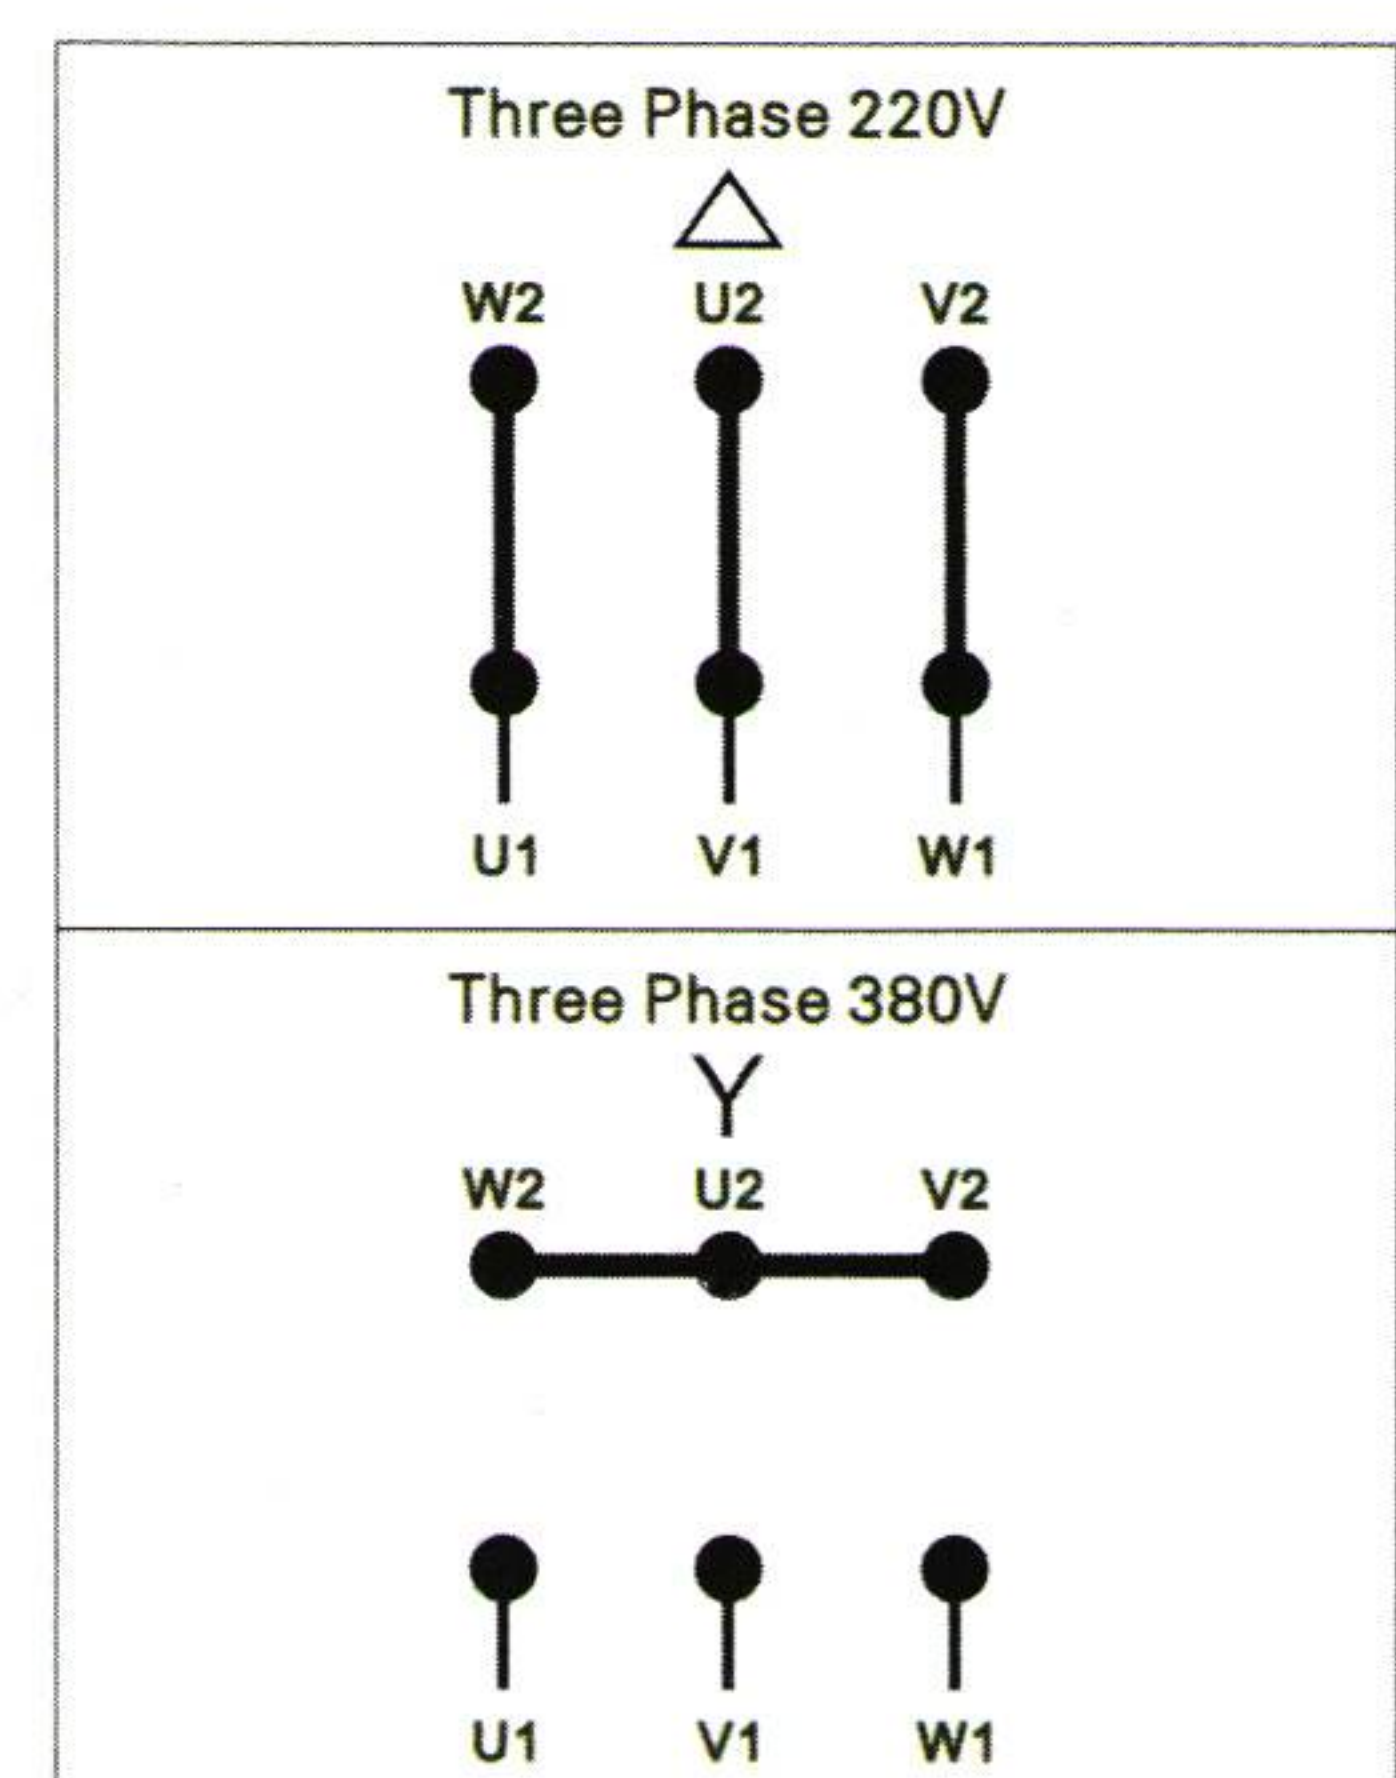 Three Phase 220V
W2 U2 V2
U1 V1 W1
Three Phase 380V
Y
W2 U2 V2
U1 V1 W1